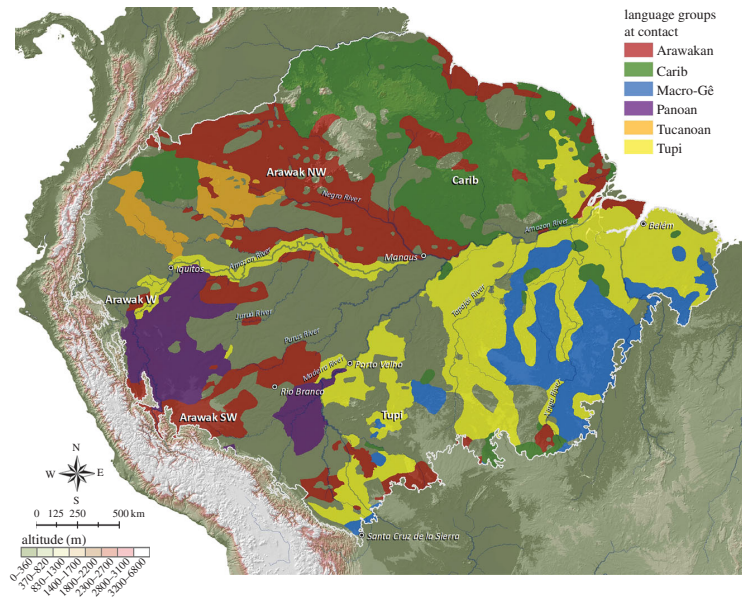 language groups
at contact
Arawakan
Carib
Macro-Gê
Panoan
Tucanoan
Tupi
Arawak NW
Carib
Negro River
Amazon River
Belém
Manaus
Amazon River
Iquitos
Arawak W
Tapajós River
Juruá River
Purus River
Madeira River
Porto Velho
Rio Branco
Xingu River
Arawak SW
Tupi
N
W
E
S
0 125 250 500 km
Santa Cruz de la Sierra
altitude (m)
0–360
370–820
830–1300
1400–1700
1800–2200
2300–2700
2800–3100
3200–6800